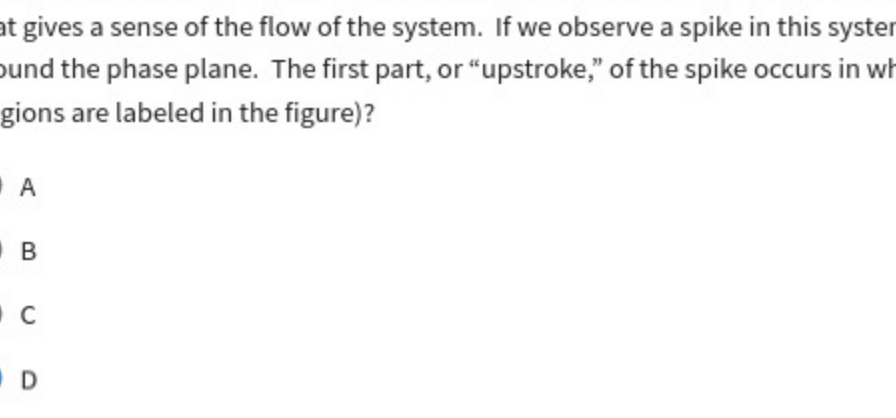 at gives a sense of the flow of the system. If we observe a spike in this system
ound the phase plane. The first part, or “upstroke,” of the spike occurs in wh
gions are labeled in the figure)?
A
B
C
D